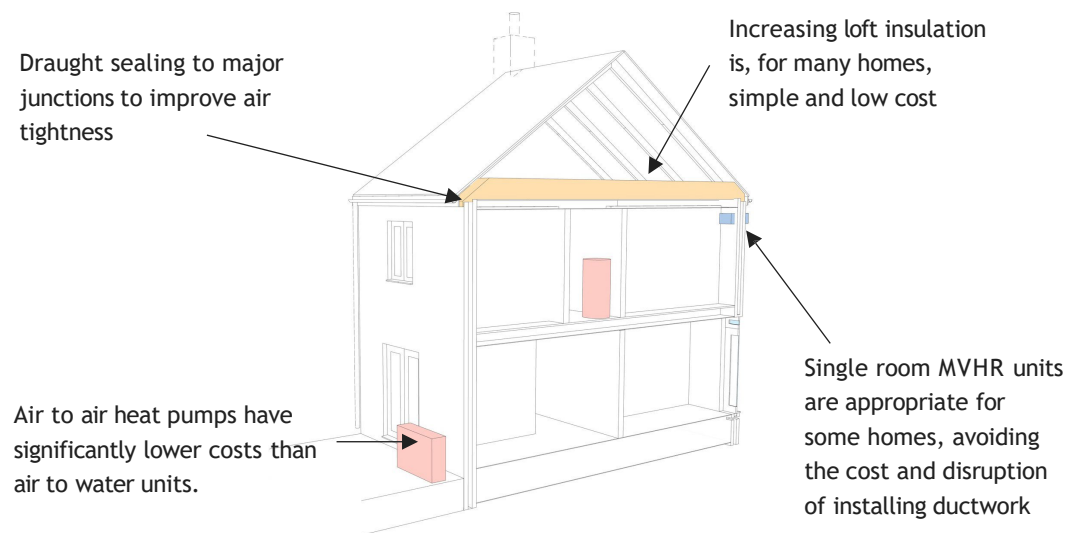 Draught sealing to major
junctions to improve air
tightness
Increasing loft insulation
is, for many homes,
simple and low cost
Air to air heat pumps have
significantly lower costs than
air to water units.
Single room MVHR units
are appropriate for
some homes, avoiding
the cost and disruption
of installing ductwork